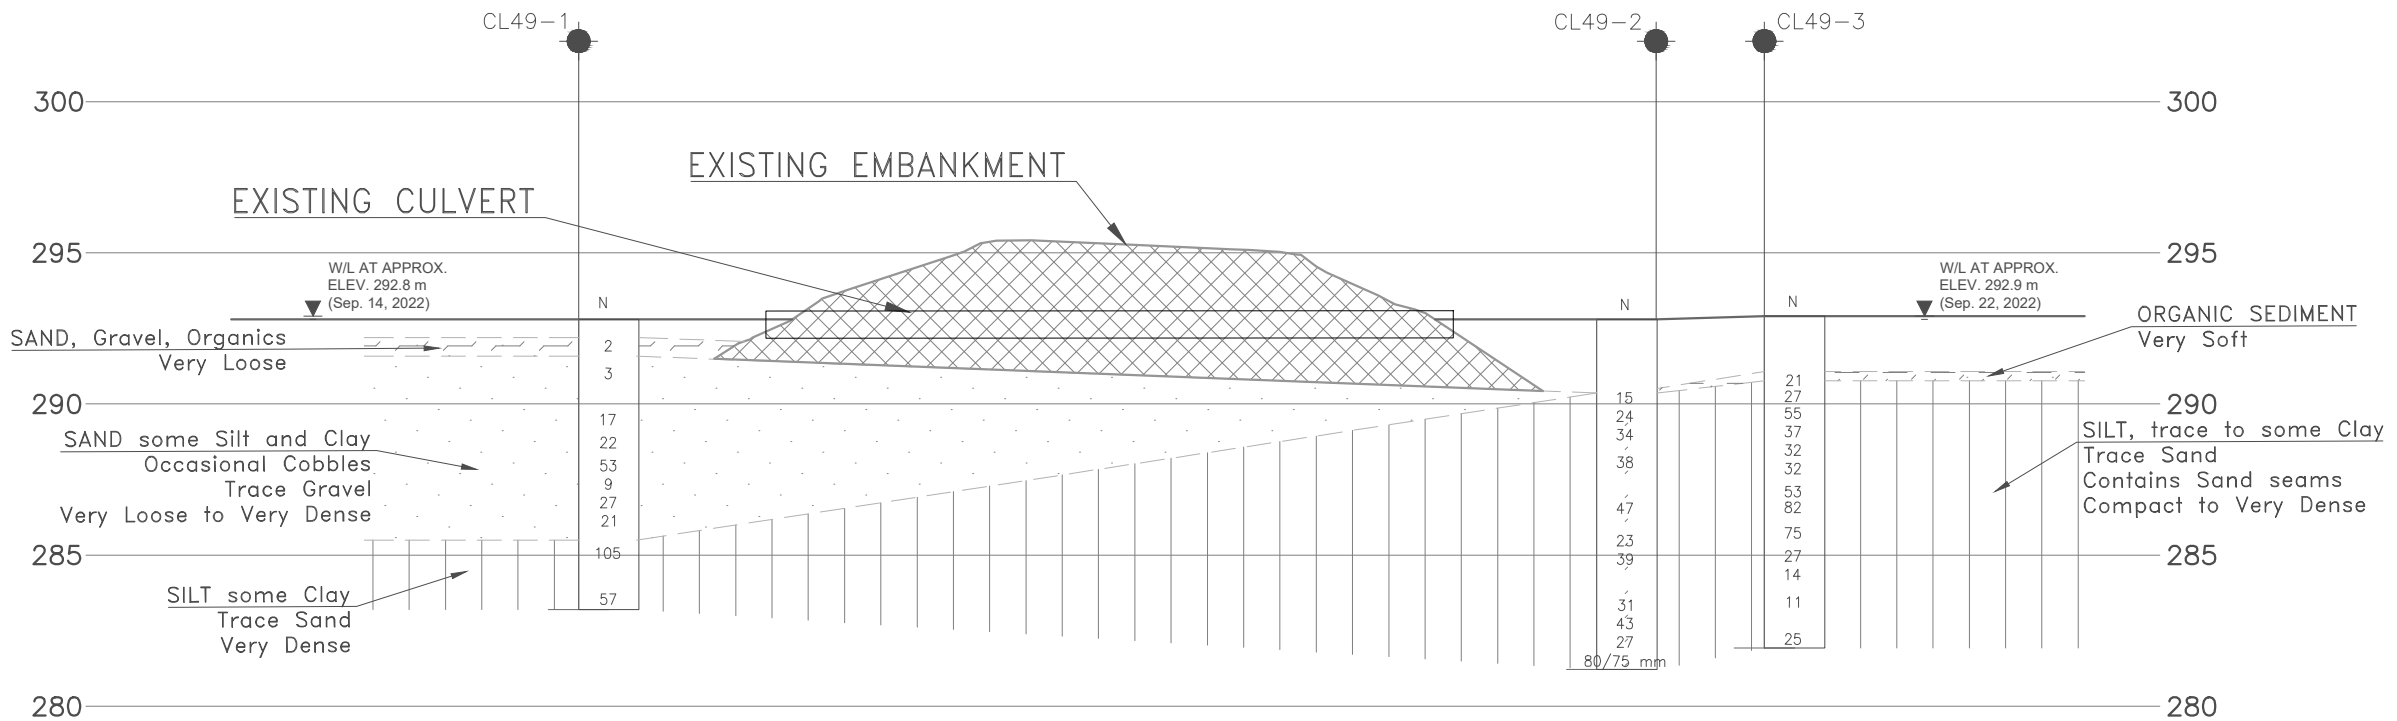 CL49-1
CL49-2
CL49-3
300
300
EXISTING EMBANKMENT
EXISTING CULVERT
295
295
W/L AT APPROX.
ELEV. 292.8 m
(Sep. 14, 2022)
W/L AT APPROX.
ELEV. 292.9 m
(Sep. 22, 2022)
N
N
N
SAND, Gravel, Organics
Very Loose
ORGANIC SEDIMENT
Very Soft
290
290
SAND some Silt and Clay
Occasional Cobbles
Trace Gravel
Very Loose to Very Dense
SILT, trace to some Clay
Trace Sand
Contains Sand seams
Compact to Very Dense
2
3
17
22
53
9
27
21
105
57
15
24
34
38
47
23
39
31
43
27
80/75 mm
21
27
55
37
32
32
53
82
75
27
14
11
25
285
285
SILT some Clay
Trace Sand
Very Dense
280
280